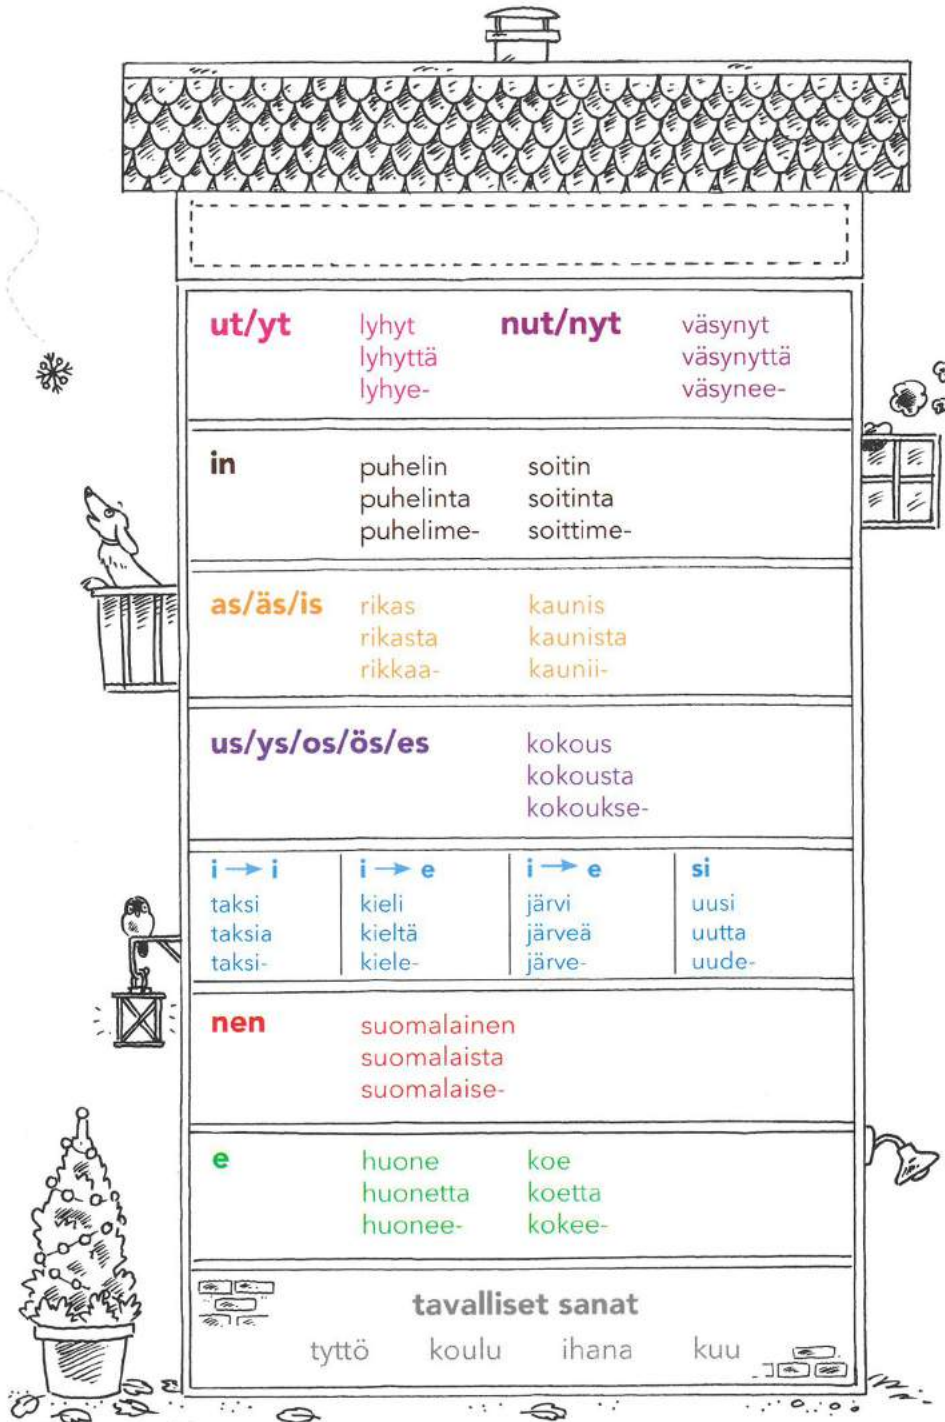 ut/yt lyhyt nut/nyt väsynyt
lyhyttä väsynyttä
lyhye- väsynee-
in puhelin soitin
puhelinta soitinta
puhelime- soittime-
as/äs/is rikas kaunis
rikasta kaunista
rikkaa- kaunii-
us/ys/os/ös/es kokous
kokousta
kokoukse-
i → i i → e i → e si
taksi kieli järvi uusi
taksia kieltä järveä uutta
taksi- kiele- järve- uude-
nen suomalainen
suomalaista
suomalaise-
e huone koe
huonetta koetta
huonee- kokee-
tavalliset sanat
tyttö koulu ihana kuu